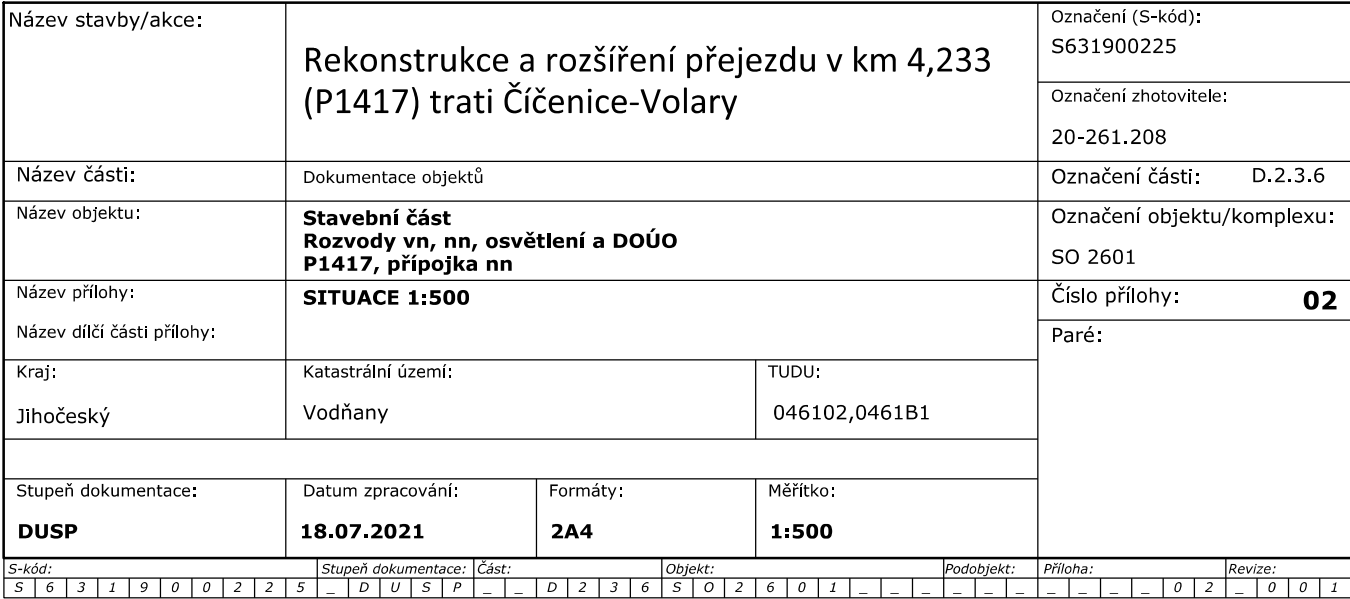 Název stavby/akce:
Rekonstrukce a rozšíření přejezdu v km 4,233
(P1417) trati Číčenice-Volary
Označení (S-kód):
S631900225
Označení zhotovitele:
20-261.208
Název části:
Dokumentace objektů
Označení části: D.2.3.6
Název objektu:
Stavební část
Rozvody vn, nn, osvětlení a DOÚO
P1417, přípojka nn
Označení objektu/komplexu:
SO 2601
Název přílohy:
SITUACE 1:500
Název dílčí části přílohy:
Číslo přílohy: 02
Paré:
Kraj:
Jihočeský
Katastrální území:
Vodňany
TUDU:
046102,0461B1
Stupeň dokumentace:
DUSP
Datum zpracování:
18.07.2021
Formáty:
2A4
Měřítko:
1:500
S-kód: Stupeň dokumentace: Část: Objekt: Podobjekt: Příloha: Revize:
S 6 3 1 9 0 0 2 2 5 _ D U S P _ _ D 2 3 6 S O 2 6 0 1 _ _ _ _ _ _ _ _ _ 0 2 _ 0 0 1